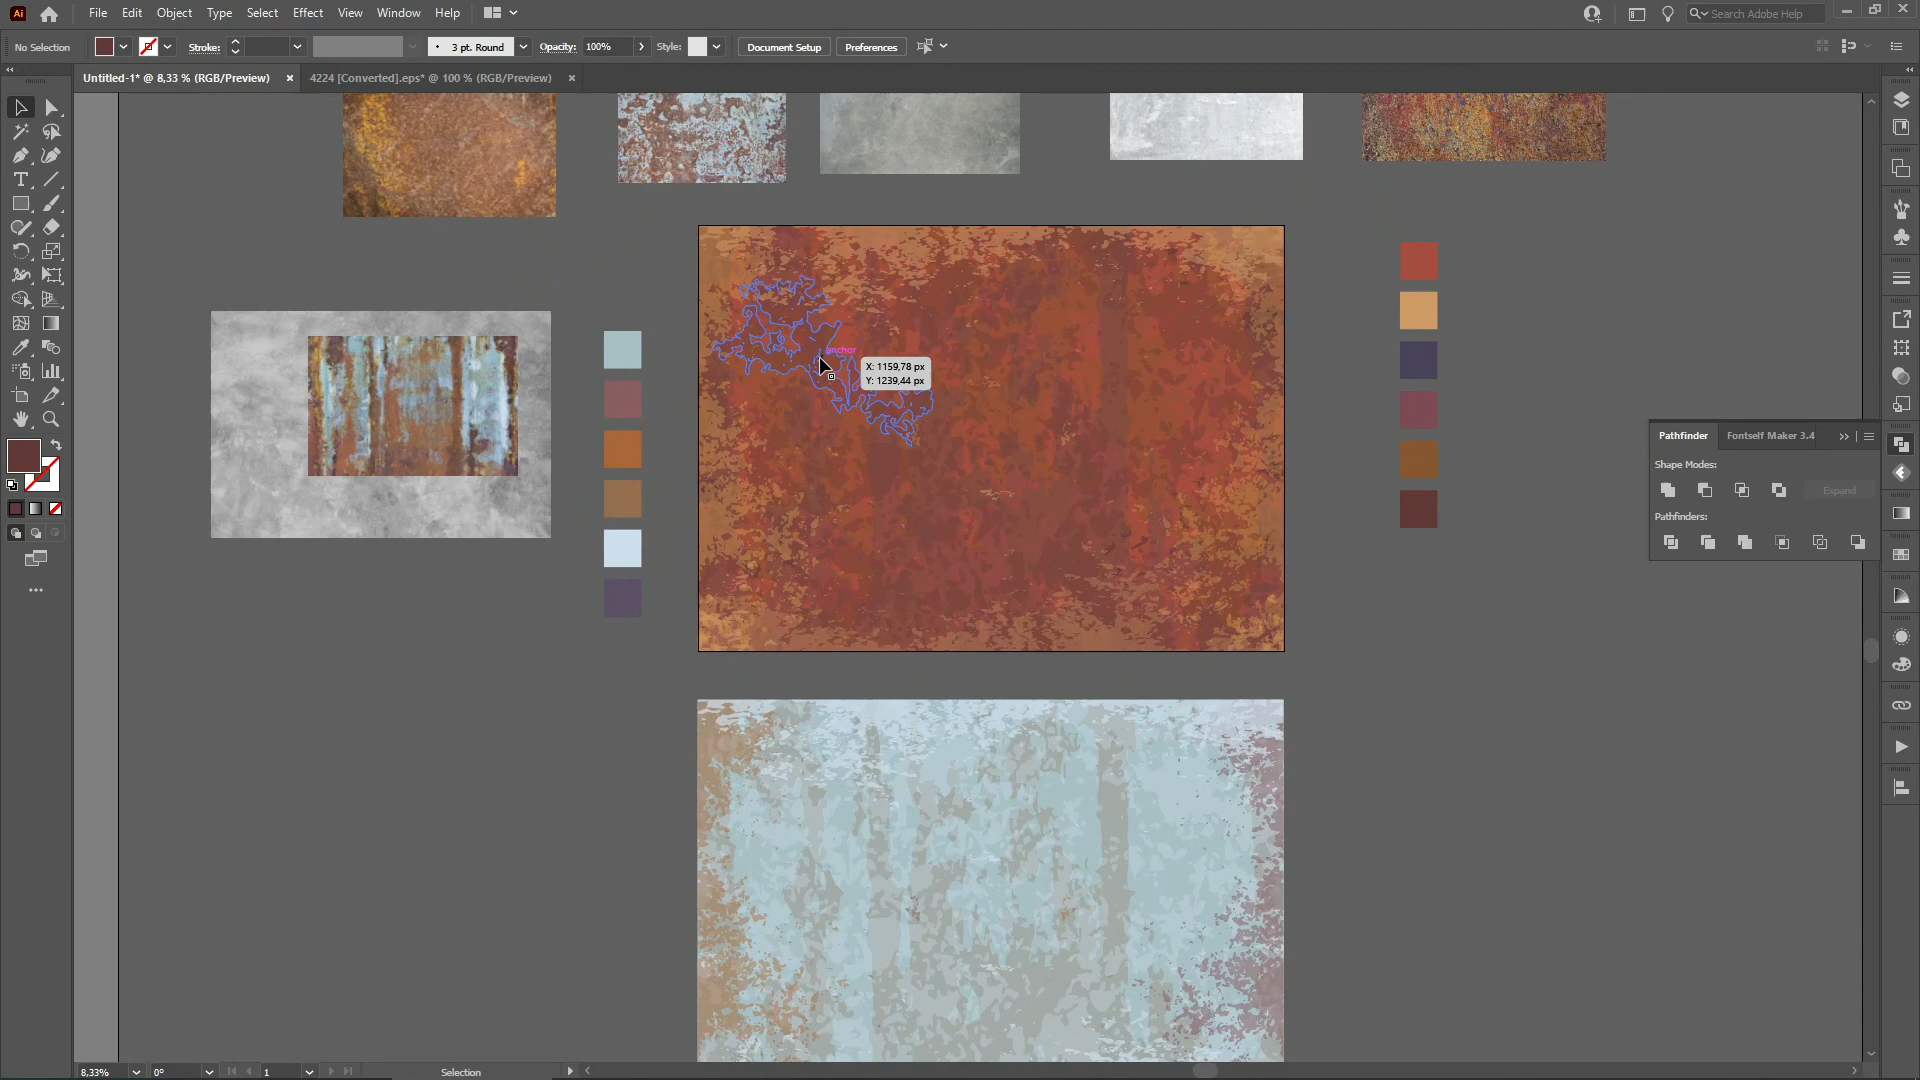 Ai File Edit Object Type Select Effect View Window Help Search Adobe Help
No Selection Stroke: 3 pt. Round Opacity: 100% Style: Document Setup Preferences
Untitled-1* @ 8,33 % (RGB/Preview) × 4224 [Converted].eps* @ 100 % (RGB/Preview) ×
anchor
X: 1159,78 px
Y: 1239,44 px
Pathfinder Fontself Maker 3.4
Shape Modes:
Expand
Pathfinders:
8,33% 0° 1 Selection